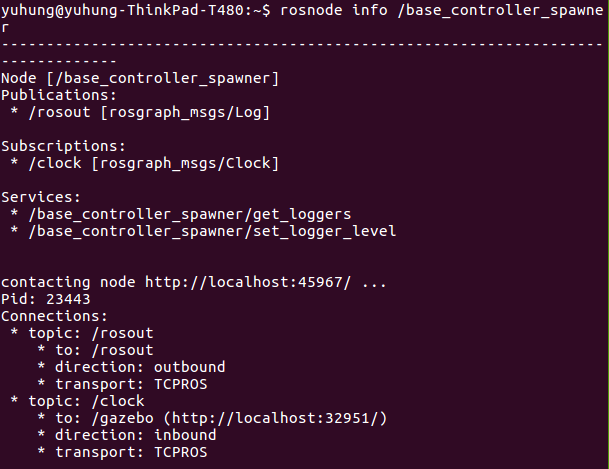 yuhung@yuhung-ThinkPad-T480:~$ rosnode info /base_controller_spawne
r
--------------------------------------------------------------------
-------------
Node [/base_controller_spawner]
Publications:
 * /rosout [rosgraph_msgs/Log]

Subscriptions:
 * /clock [rosgraph_msgs/Clock]

Services:
 * /base_controller_spawner/get_loggers
 * /base_controller_spawner/set_logger_level


contacting node http://localhost:45967/ ...
Pid: 23443
Connections:
 * topic: /rosout
    * to: /rosout
    * direction: outbound
    * transport: TCPROS
 * topic: /clock
    * to: /gazebo (http://localhost:32951/)
    * direction: inbound
    * transport: TCPROS